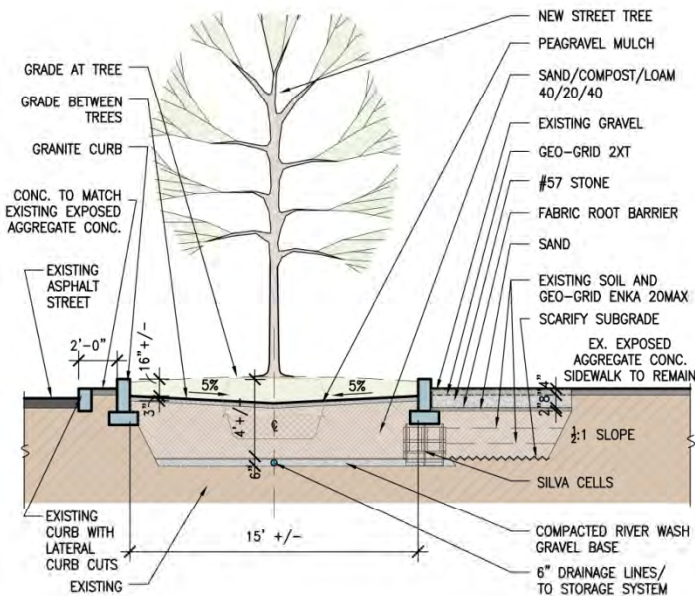 NEW STREET TREE
PEAGRAVEL MULCH
SAND/COMPOST/LOAM
40/20/40
EXISTING GRAVEL
GEO-GRID 2XT
#57 STONE
FABRIC ROOT BARRIER
SAND
EXISTING SOIL AND
GEO-GRID ENKA 20MAX
SCARIFY SUBGRADE
EX. EXPOSED
AGGREGATE CONC.
SIDEWALK TO REMAIN
½:1 SLOPE
SILVA CELLS
COMPACTED RIVER WASH
GRAVEL BASE
6" DRAINAGE LINES/
TO STORAGE SYSTEM
GRADE AT TREE
GRADE BETWEEN
TREES
GRANITE CURB
CONC. TO MATCH
EXISTING EXPOSED
AGGREGATE CONC.
EXISTING
ASPHALT
STREET
2'-0"
16"+/-
5%
5%
3"
4'+/-
℄
6"
2"8"4"
15' +/-
EXISTING
CURB WITH
LATERAL
CURB CUTS
EXISTING